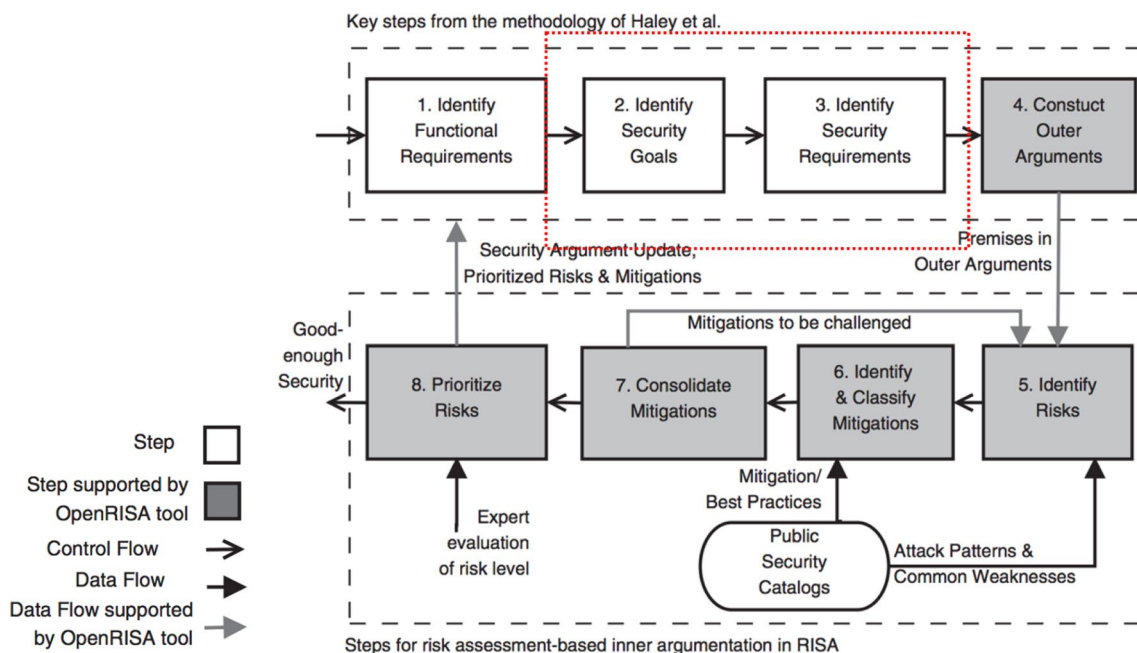 Key steps from the methodology of Haley et al.
1. Identify
Functional
Requirements
2. Identify
Security
Goals
3. Identify
Security
Requirements
4. Constuct
Outer
Arguments
Security Argument Update,
Prioritized Risks & Mitigations
Premises in
Outer Arguments
Good-
enough
Security
Mitigations to be challenged
8. Prioritize
Risks
7. Consolidate
Mitigations
6. Identify
& Classify
Mitigations
5. Identify
Risks
Step
Step supported by
OpenRISA tool
Control Flow
Data Flow
Data Flow supported
by OpenRISA tool
Expert
evaluation
of risk level
Mitigation/
Best Practices
Public
Security
Catalogs
Attack Patterns &
Common Weaknesses
Steps for risk assessment-based inner argumentation in RISA